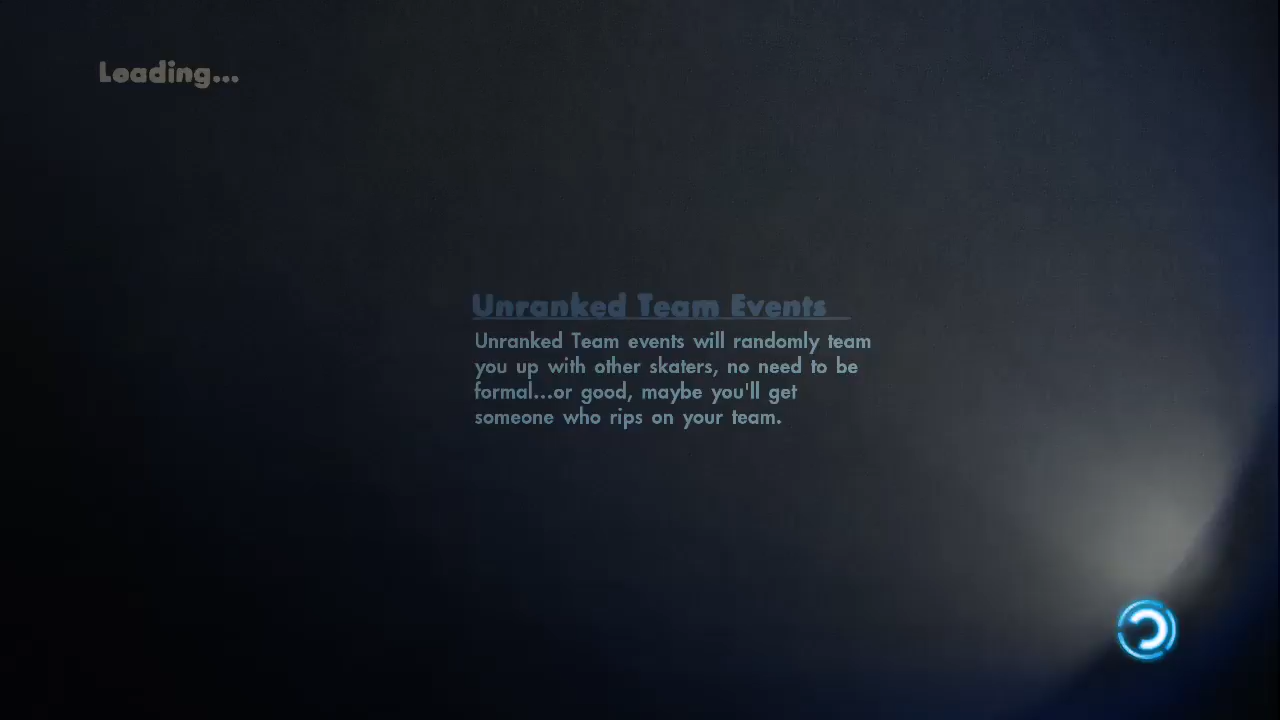 Loading...
Unranked Team Events
Unranked Team events will randomly team
you up with other skaters, no need to be
formal...or good, maybe you'll get
someone who rips on your team.